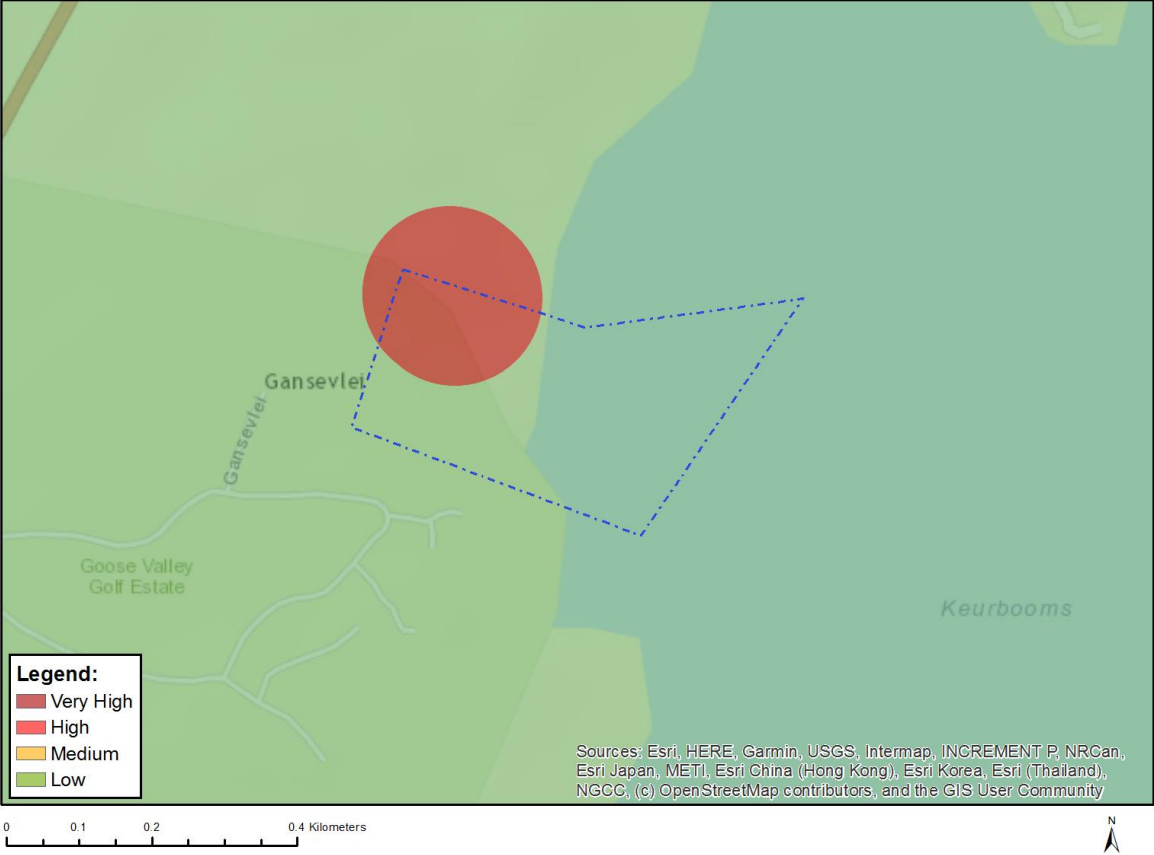 Gansevlei
Gansevlei
Goose Valley
Golf Estate
Keurbooms
Legend:
Very High
High
Medium
Low
Sources: Esri, HERE, Garmin, USGS, Intermap, INCREMENT P, NRCan,
Esri Japan, METI, Esri China (Hong Kong), Esri Korea, Esri (Thailand),
NGCC, (c) OpenStreetMap contributors, and the GIS User Community
0 0.1 0.2 0.4 Kilometers
N